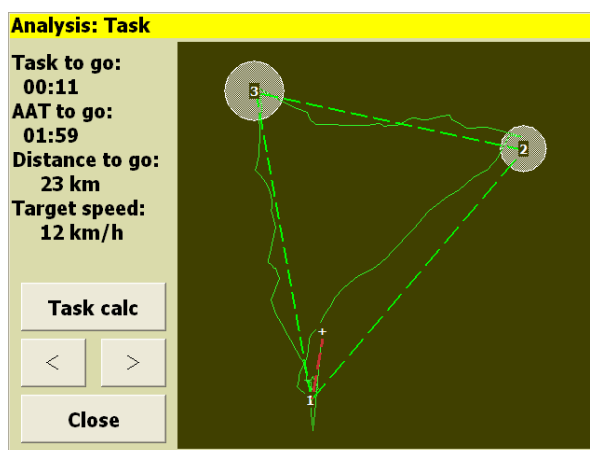 Analysis: Task
Task to go:
00:11
AAT to go:
01:59
Distance to go:
23 km
Target speed:
12 km/h
Task calc
<
>
Close
3
2
1